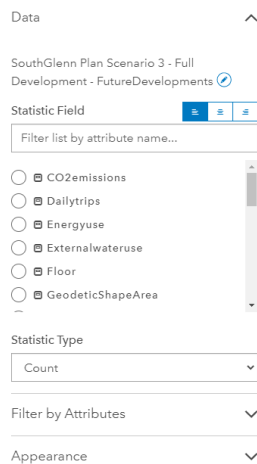 Data
SouthGlenn Plan Scenario 3 - Full
Development - FutureDevelopments
Statistic Field
Filter list by attribute name...
CO2emissions
Dailytrips
Energyuse
Externalwateruse
Floor
GeodeticShapeArea
Statistic Type
Count
Filter by Attributes
Appearance